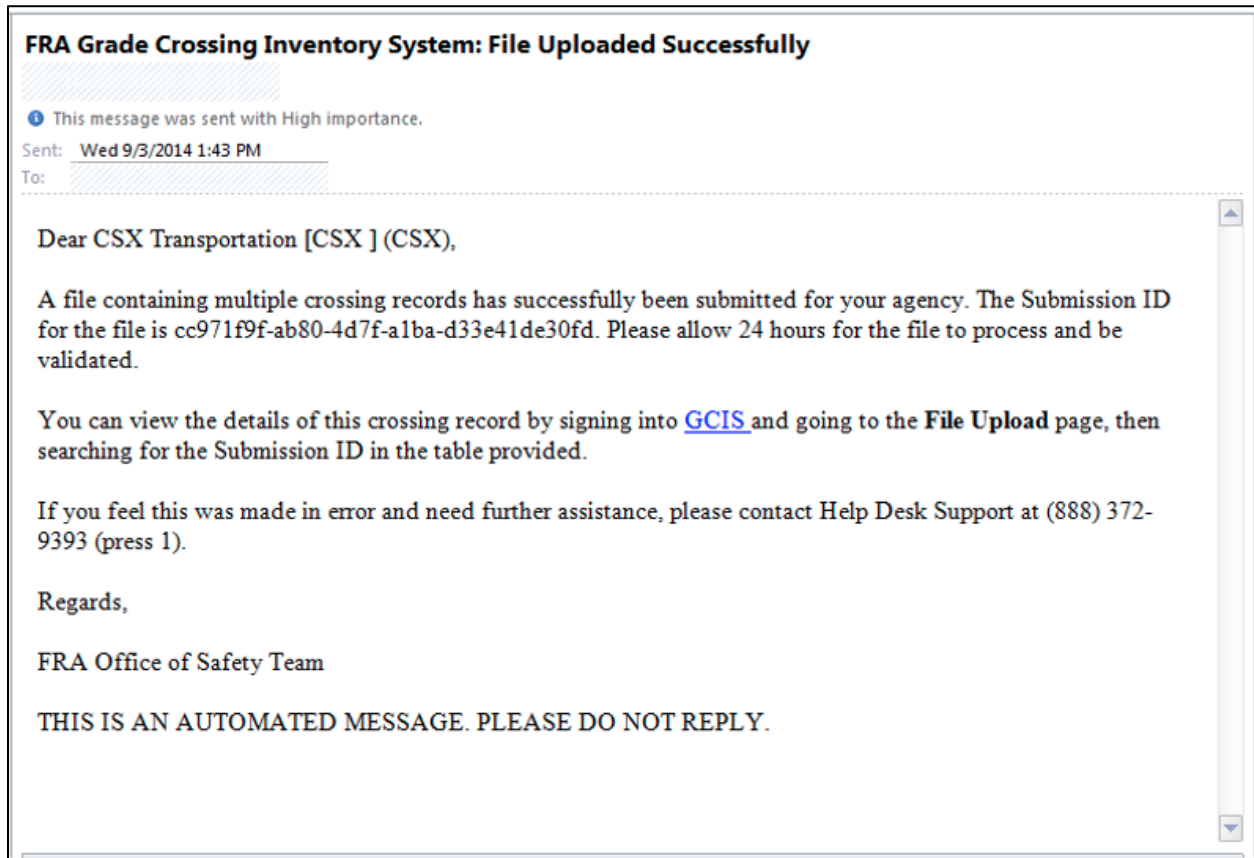 FRA Grade Crossing Inventory System: File Uploaded Successfully
This message was sent with High importance.
Sent: Wed 9/3/2014 1:43 PM
To:
Dear CSX Transportation [CSX ] (CSX),
A file containing multiple crossing records has successfully been submitted for your agency. The Submission ID
for the file is cc971f9f-ab80-4d7f-a1ba-d33e41de30fd. Please allow 24 hours for the file to process and be
validated.
You can view the details of this crossing record by signing into GCIS and going to the File Upload page, then
searching for the Submission ID in the table provided.
If you feel this was made in error and need further assistance, please contact Help Desk Support at (888) 372-
9393 (press 1).
Regards,
FRA Office of Safety Team
THIS IS AN AUTOMATED MESSAGE. PLEASE DO NOT REPLY.